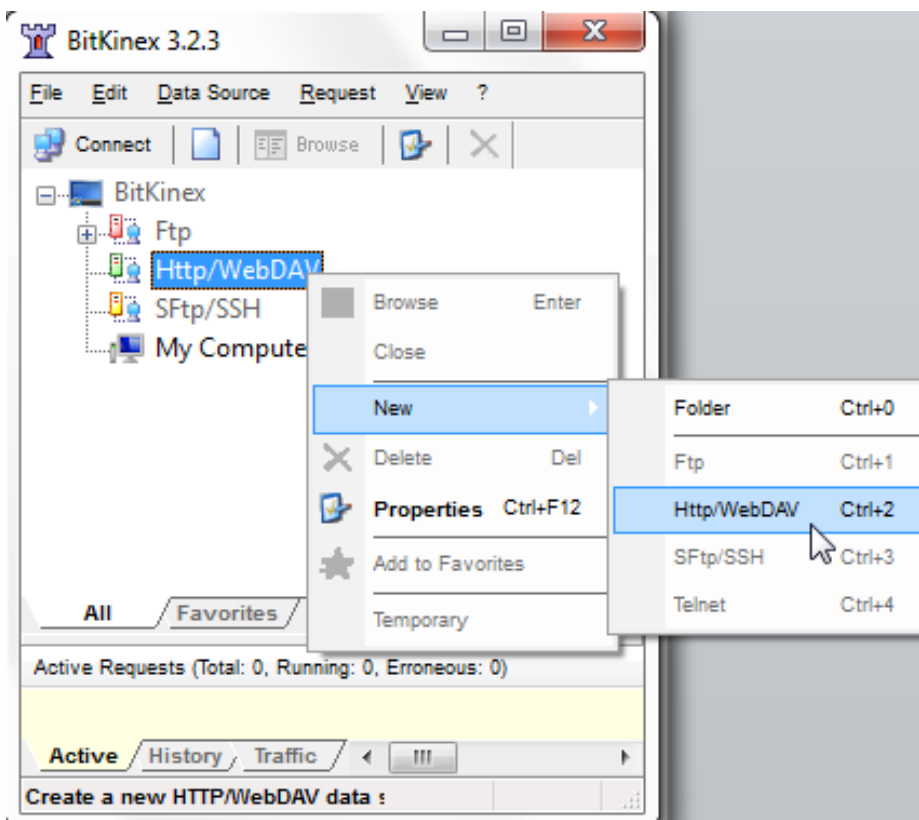 BitKinex 3.2.3
File Edit Data Source Request View ?
Connect Browse
BitKinex
Ftp
Http/WebDAV
SFtp/SSH
My Compute
Browse Enter
Close
New
Delete Del
Properties Ctrl+F12
Add to Favorites
Temporary
Folder Ctrl+0
Ftp Ctrl+1
Http/WebDAV Ctrl+2
SFtp/SSH Ctrl+3
Telnet Ctrl+4
All Favorites
Active Requests (Total: 0, Running: 0, Erroneous: 0)
Active History Traffic
Create a new HTTP/WebDAV data s